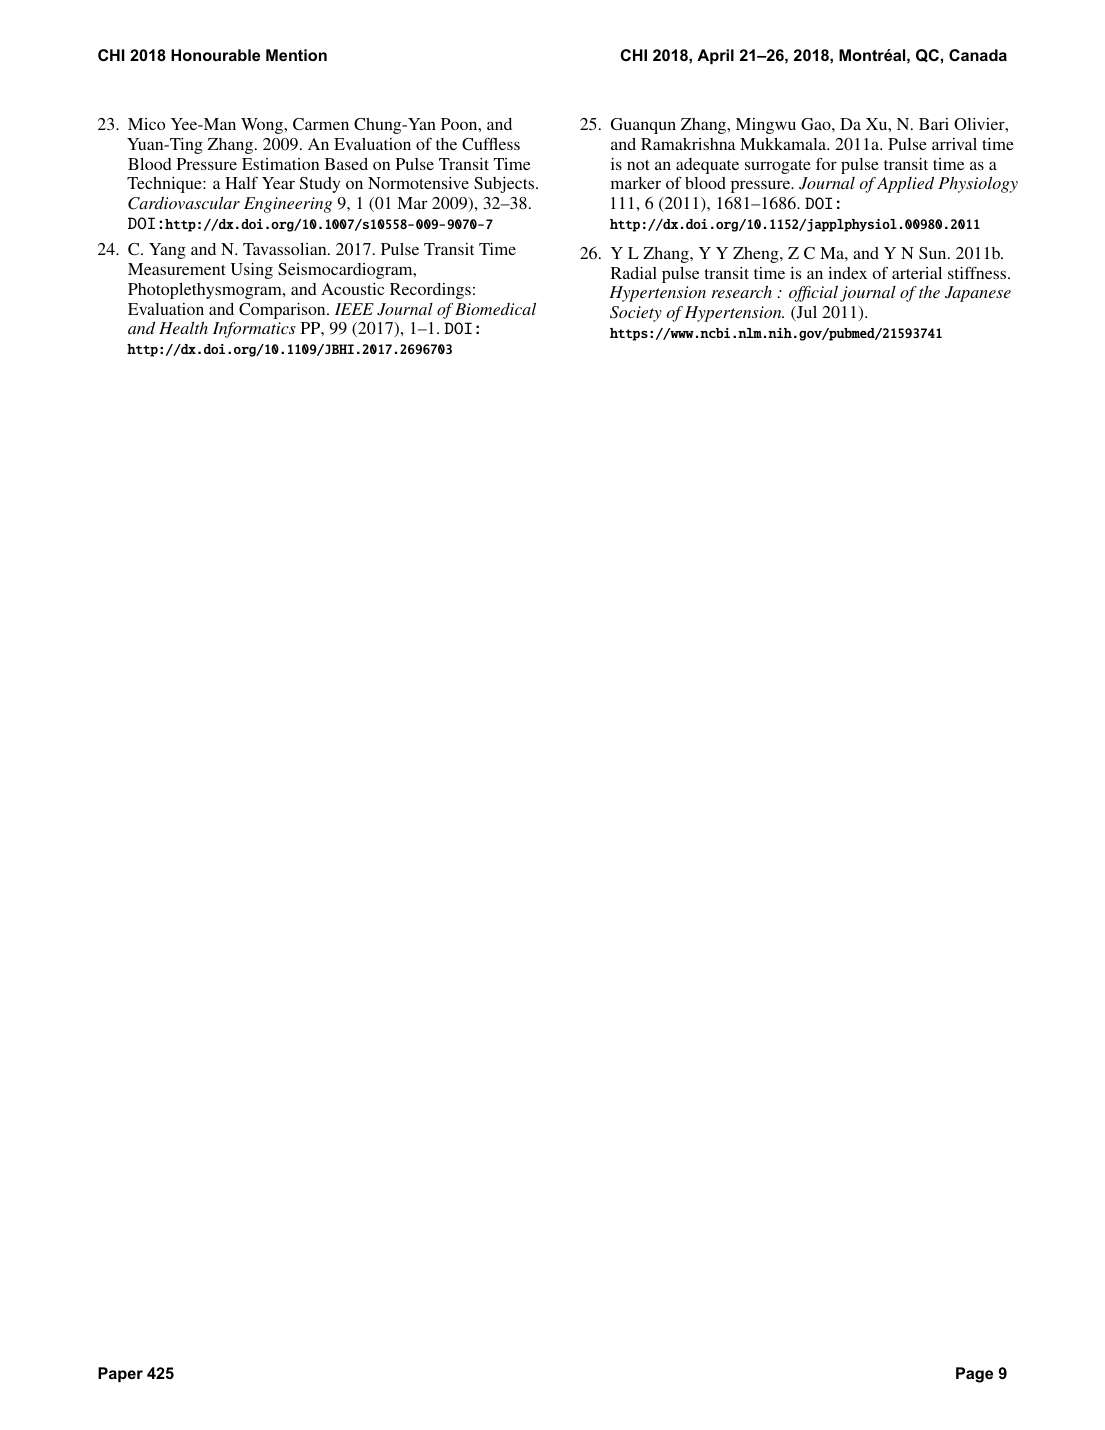 CHI 2018 Honourable Mention
CHI 2018, April 21–26, 2018, Montréal, QC, Canada
23. Mico Yee-Man Wong, Carmen Chung-Yan Poon, and
Yuan-Ting Zhang. 2009. An Evaluation of the Cuffless
Blood Pressure Estimation Based on Pulse Transit Time
Technique: a Half Year Study on Normotensive Subjects.
Cardiovascular Engineering 9, 1 (01 Mar 2009), 32–38.
DOI:http://dx.doi.org/10.1007/s10558-009-9070-7
24. C. Yang and N. Tavassolian. 2017. Pulse Transit Time
Measurement Using Seismocardiogram,
Photoplethysmogram, and Acoustic Recordings:
Evaluation and Comparison. IEEE Journal of Biomedical
and Health Informatics PP, 99 (2017), 1–1. DOI:
http://dx.doi.org/10.1109/JBHI.2017.2696703
25. Guanqun Zhang, Mingwu Gao, Da Xu, N. Bari Olivier,
and Ramakrishna Mukkamala. 2011a. Pulse arrival time
is not an adequate surrogate for pulse transit time as a
marker of blood pressure. Journal of Applied Physiology
111, 6 (2011), 1681–1686. DOI:
http://dx.doi.org/10.1152/japplphysiol.00980.2011
26. Y L Zhang, Y Y Zheng, Z C Ma, and Y N Sun. 2011b.
Radial pulse transit time is an index of arterial stiffness.
Hypertension research : official journal of the Japanese
Society of Hypertension. (Jul 2011).
https://www.ncbi.nlm.nih.gov/pubmed/21593741
Paper 425
Page 9